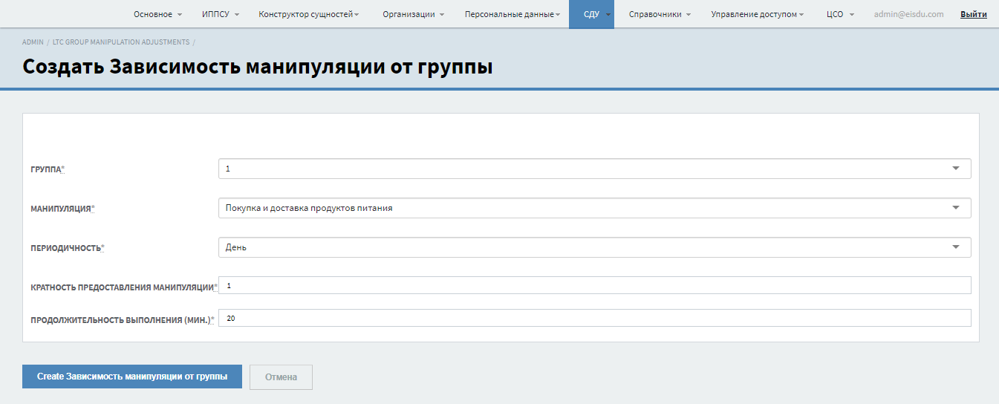 Основное ИППСУ Конструктор сущностей Организации Персональные данные СДУ Справочники Управление доступом ЦСО admin@eisdu.com Выйти
ADMIN / LTC GROUP MANIPULATION ADJUSTMENTS /
Создать Зависимость манипуляции от группы
ГРУППА* 1
МАНИПУЛЯЦИЯ* Покупка и доставка продуктов питания
ПЕРИОДИЧНОСТЬ* День
КРАТНОСТЬ ПРЕДОСТАВЛЕНИЯ МАНИПУЛЯЦИИ* 1
ПРОДОЛЖИТЕЛЬНОСТЬ ВЫПОЛНЕНИЯ (МИН.)* 20
Create Зависимость манипуляции от группы Отмена